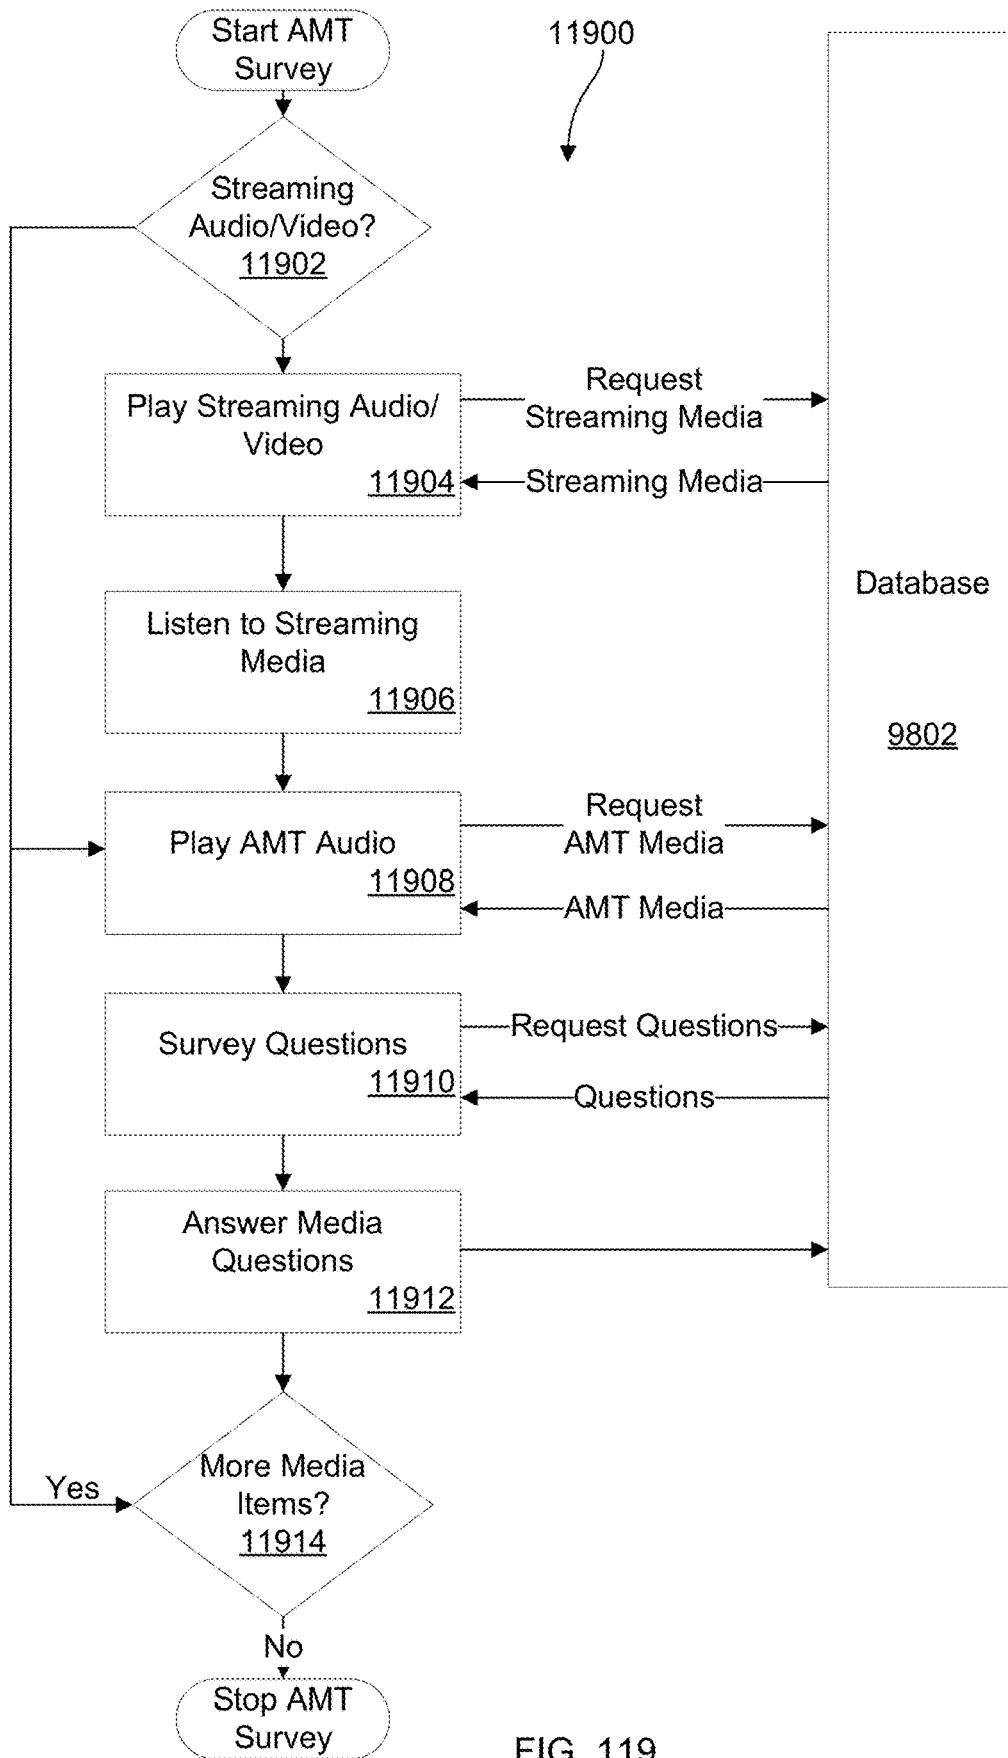 Start AMT
Survey
11900
Streaming
Audio/Video?
11902
Play Streaming Audio/
Video
11904
Request
Streaming Media
Streaming Media
Database
9802
Listen to Streaming
Media
11906
Play AMT Audio
11908
Request
AMT Media
AMT Media
Survey Questions
11910
Request Questions
Questions
Answer Media
Questions
11912
More Media
Items?
11914
Yes
No
Stop AMT
Survey
FIG. 119